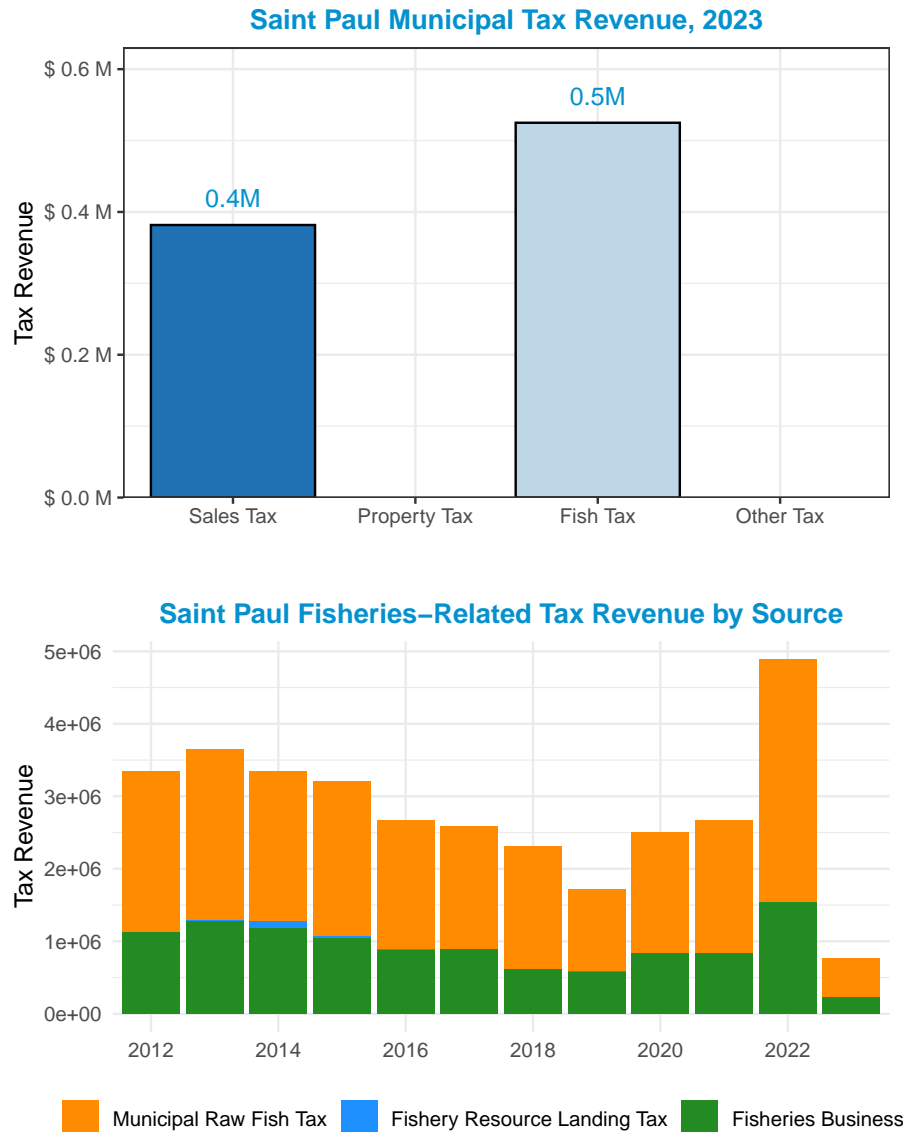 Saint Paul Municipal Tax Revenue, 2023
$ 0.6 M
0.5M
0.4M
$ 0.4 M
Tax Revenue
$ 0.2 M
$ 0.0 M
Sales Tax Property Tax Fish Tax Other Tax
Saint Paul Fisheries–Related Tax Revenue by Source
5e+06
4e+06
3e+06
Tax Revenue
2e+06
1e+06
0e+00
2012 2014 2016 2018 2020 2022
Municipal Raw Fish Tax Fishery Resource Landing Tax Fisheries Business